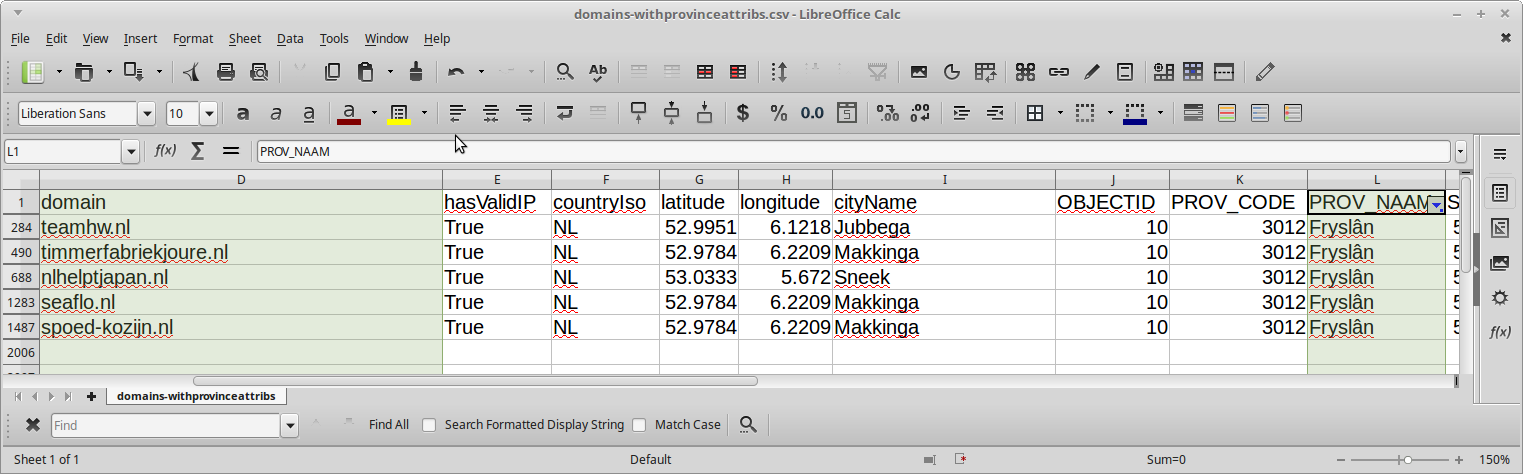 domains-withprovinceattribs.csv - LibreOffice Calc
File Edit View Insert Format Sheet Data Tools Window Help
Liberation Sans 10 a a a a $ % 0.0
L1 f(x) Σ = PROV_NAAM
D E F G H I J K L
1 domain hasValidIP countryIso latitude longitude cityName OBJECTID PROV_CODE PROV_NAAM S
284 teamhw.nl True NL 52.9951 6.1218 Jubbega 10 3012 Fryslân 5
490 timmerfabriekjoure.nl True NL 52.9784 6.2209 Makkinga 10 3012 Fryslân 5
688 nlhelptjapan.nl True NL 53.0333 5.672 Sneek 10 3012 Fryslân 5
1283 seaflo.nl True NL 52.9784 6.2209 Makkinga 10 3012 Fryslân 5
1487 spoed-kozijn.nl True NL 52.9784 6.2209 Makkinga 10 3012 Fryslân 5
2006
f(x)
domains-withprovinceattribs
Find Find All Search Formatted Display String Match Case
Sheet 1 of 1 Default Sum=0 150%